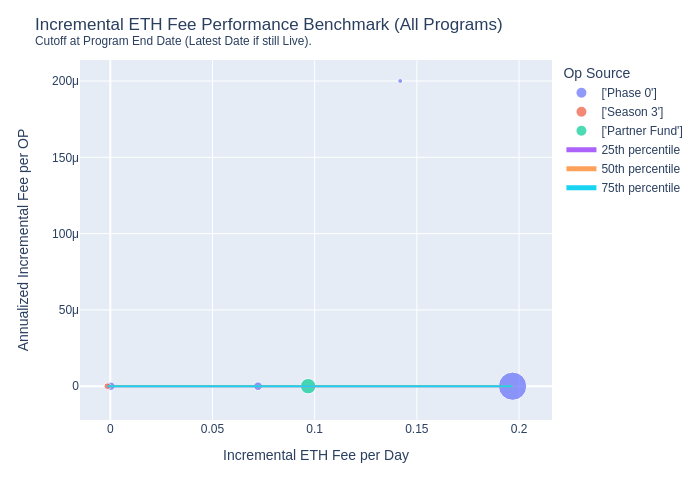 Incremental ETH Fee Performance Benchmark (All Programs)
Cutoff at Program End Date (Latest Date if still Live).
Op Source
['Phase 0']
['Season 3']
['Partner Fund']
25th percentile
50th percentile
75th percentile
Annualized Incremental Fee per OP
200μ
150μ
100μ
50μ
0
0
0.05
0.1
0.15
0.2
Incremental ETH Fee per Day